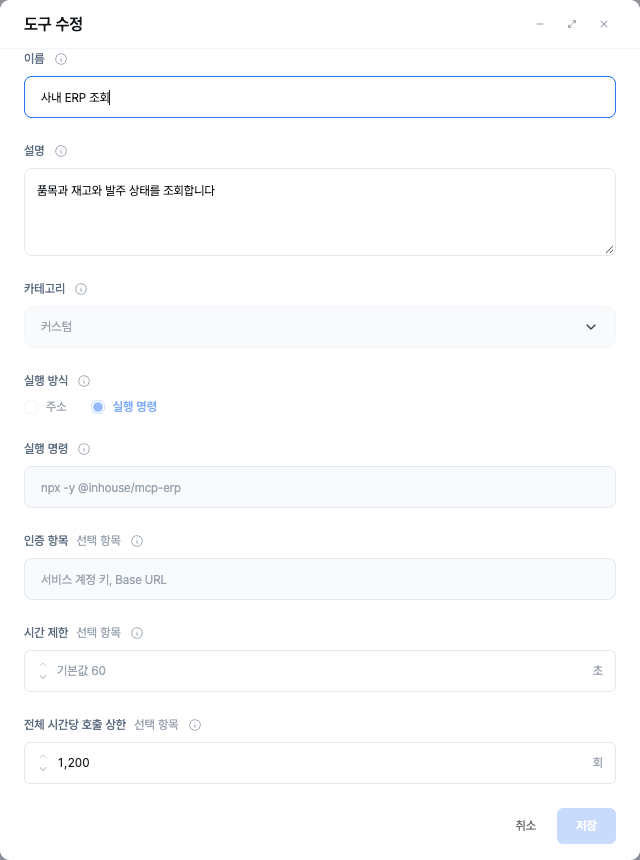 도구 수정
이름
사내 ERP 조회
설명
품목과 재고와 발주 상태를 조회합니다
카테고리
커스텀
실행 방식
주소 실행 명령
실행 명령
npx -y @inhouse/mcp-erp
인증 항목 선택 항목
서비스 계정 키, Base URL
시간 제한 선택 항목
기본값 60 초
전체 시간당 호출 상한 선택 항목
1,200 회
취소 저장